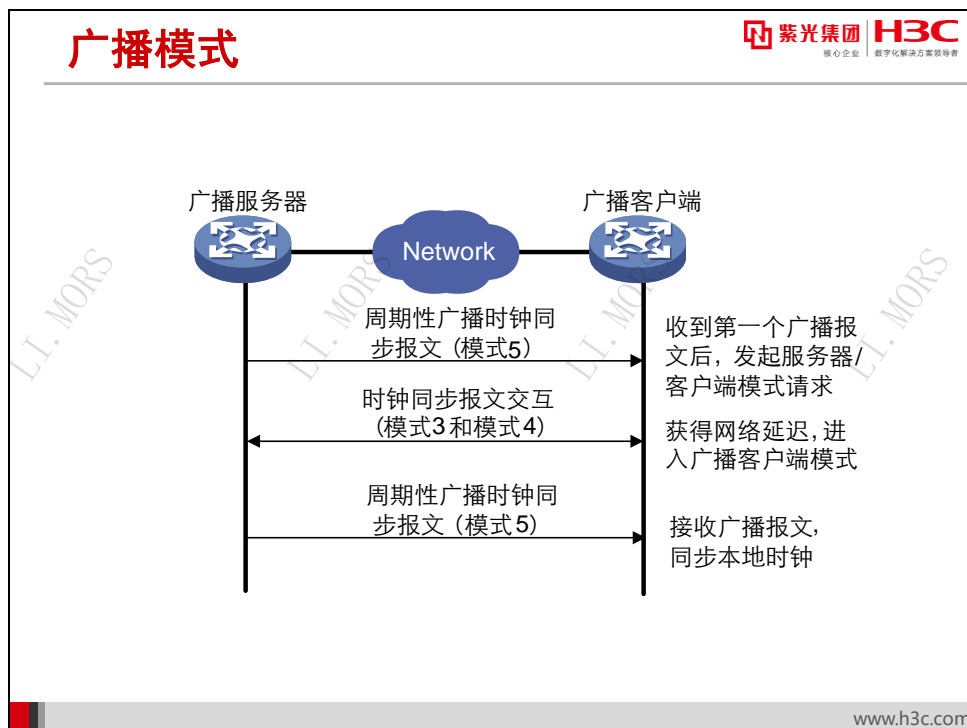 广播模式
紫光集团
核心企业
H3C
数字化解决方案领导者
广播服务器
广播客户端
Network
周期性广播时钟同
步报文（模式5）
收到第一个广播报
文后，发起服务器/
客户端模式请求
时钟同步报文交互
（模式3和模式4）
获得网络延迟，进
入广播客户端模式
周期性广播时钟同
步报文（模式5）
接收广播报文，
同步本地时钟
LI. MORS
LI. MORS
LI. MORS
LI. MORS
www.h3c.com